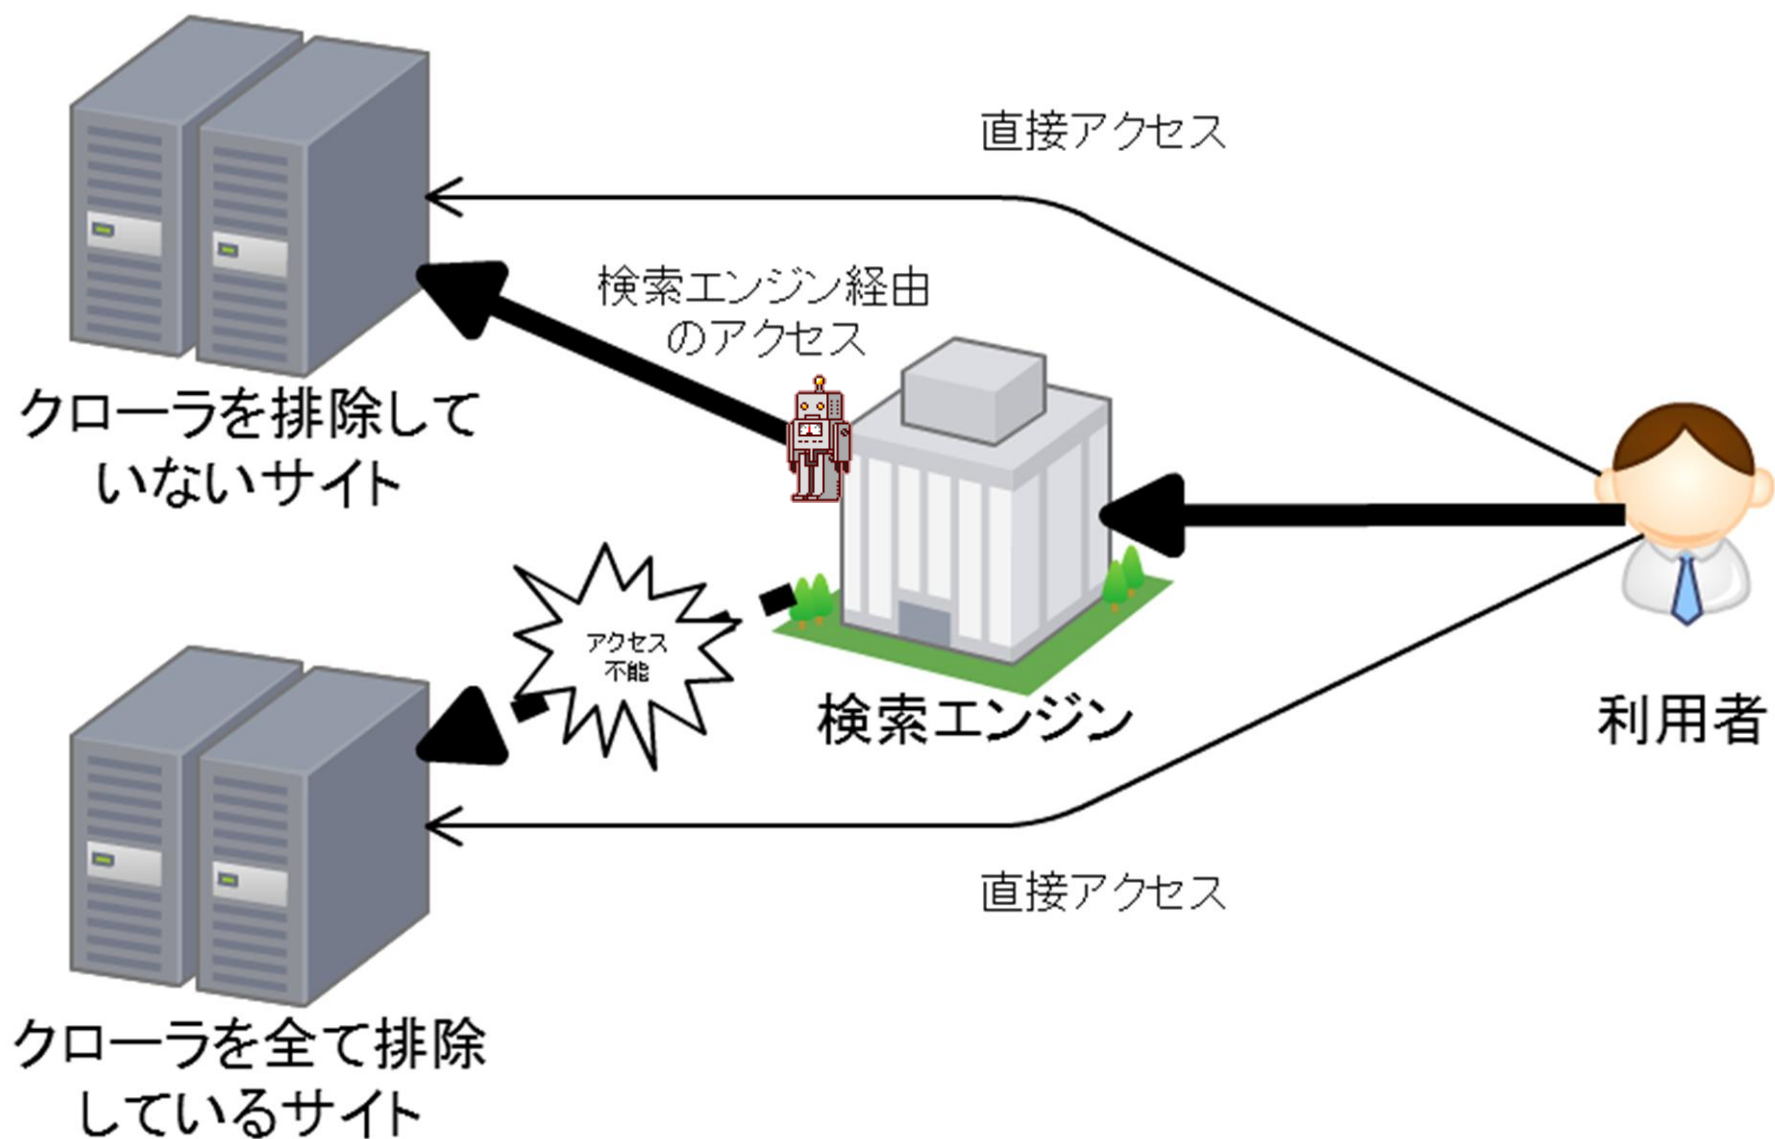 直接アクセス
検索エンジン経由
のアクセス
クローラを排除して
いないサイト
アクセス
不能
検索エンジン
利用者
直接アクセス
クローラを全て排除
しているサイト